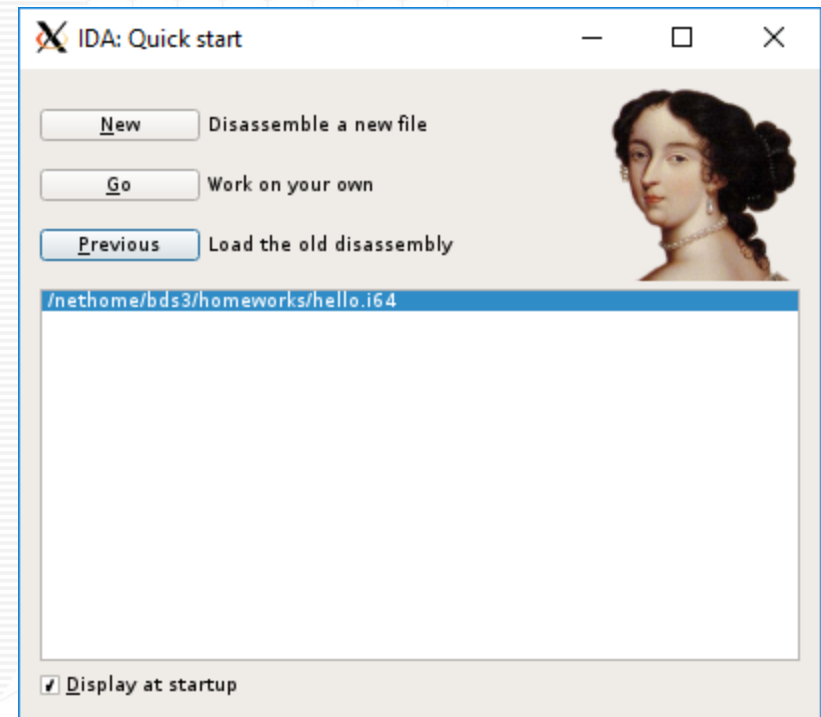 IDA: Quick start
New Disassemble a new file
Go Work on your own
Previous Load the old disassembly
/nethome/bds3/homeworks/hello.i64
Display at startup